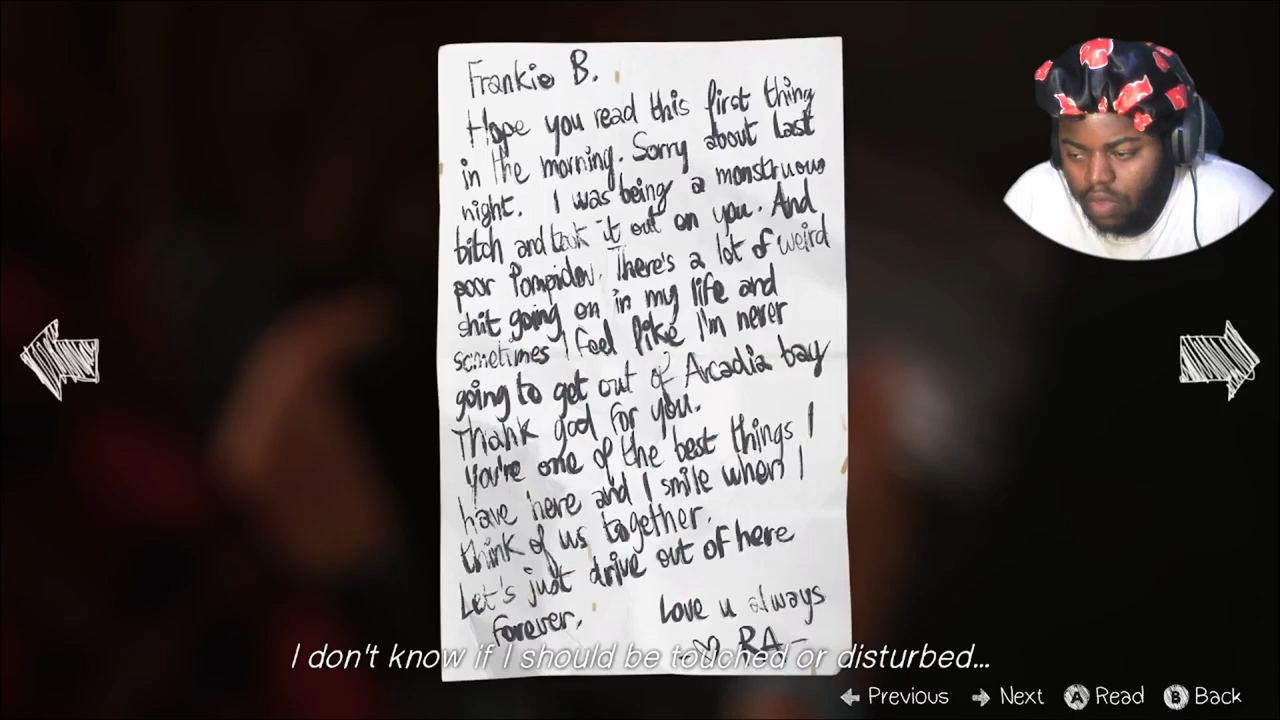 Frankie B.
Hope you read this first thing
in the morning. Sorry about last
night. I was being a monstruous
bitch and took it out on you. And
poor Pompidou. There's a lot of weird
shit going on in my life and
sometimes I feel like I'm never
going to get out of Arcadia bay
Thank god for you.
You're one of the best things I
have here and I smile when I
think of us together.
Let's just drive out of here
forever.
Love u always
-♡ RA-
I don't know if I should be touched or disturbed...
Previous Next A Read B Back